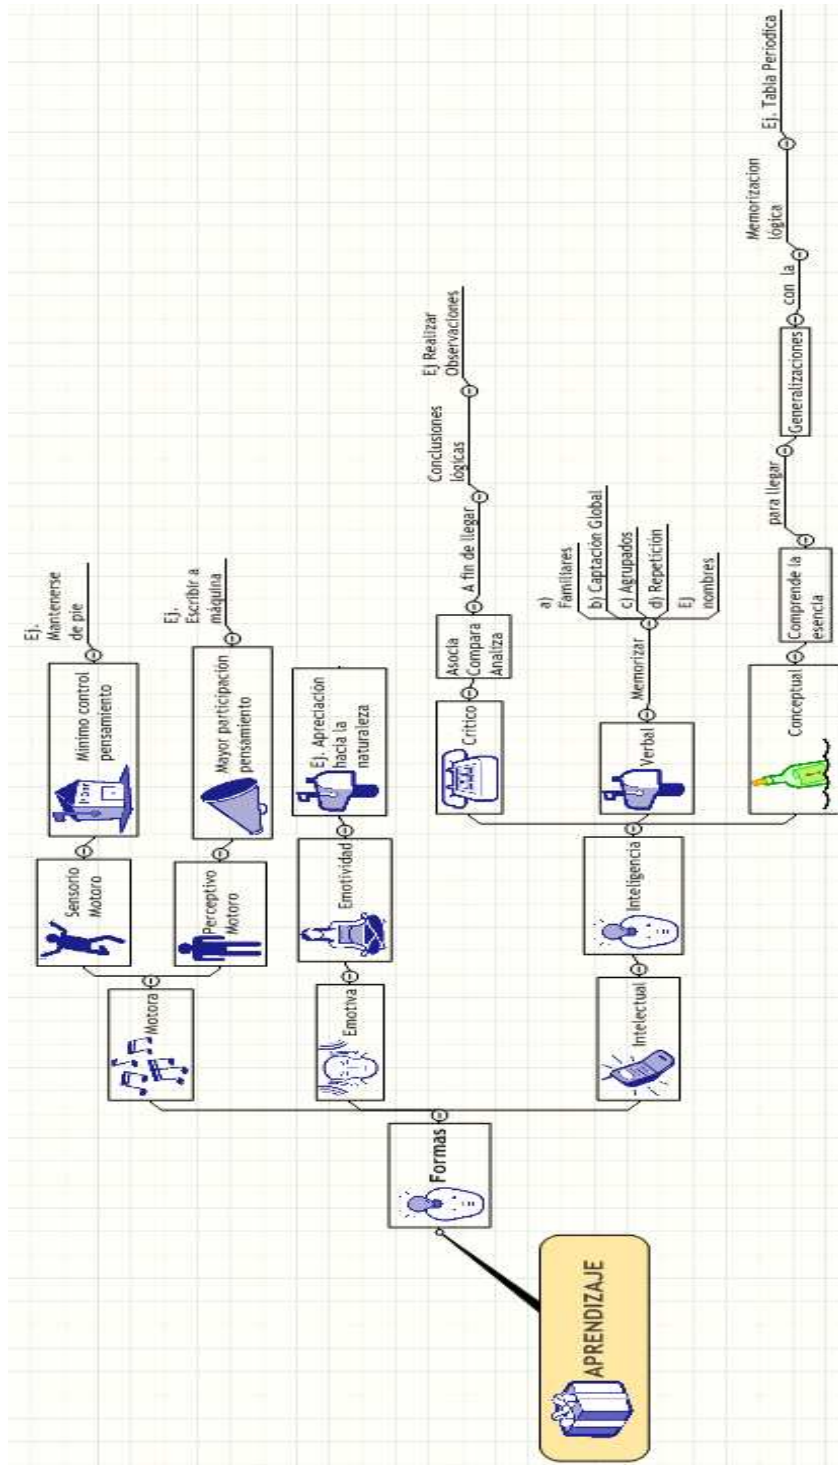 APRENDIZAJE
Formas
Motora
Sensorio
Motoro
Minimo control
pensamiento
Ej.
Mantenerse
de pie
Perceptivo
Motoro
Mayor participación
pensamiento
Ej.
Escribir a
máquina
Emotiva
Emotividad
Ej. Apreciación
hacia la
naturaleza
Intelectual
Inteligencia
Crítico
Asocia
Compara
Analiza
A fin de llegar
Conclusiones
lógicas
Ej Realizar
Observaciones
Verbal
Memorizar
a)
Familiares
b) Captación Global
c) Agrupados
d) Repetición
Ej
nombres
Conceptual
Comprende la
esencia
para llegar
Generalizaciones
con la
Memorizacion
lógica
Ej. Tabla Periodica